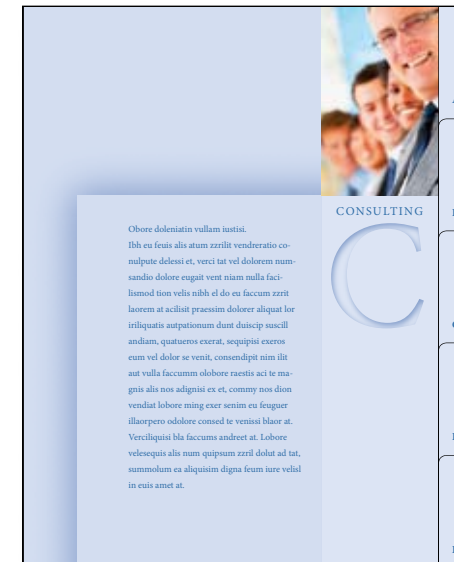 CONSULTING
C
Obore doleniatin vullam iustisi.
Ibh eu feuis alis atum zzrilit vendreratio co-
nulpute delessi et, verci tat vel dolorem num-
sandio dolore eugait vent niam nulla faci-
lismod tion velis nibh el do eu faccum zzrit
laorem at acilisit praessim dolorer aliquat lor
iriliquatis autpationum dunt duiscip suscill
andiam, quatueros exerat, sequipisi exeros
eum vel dolor se venit, consendipit nim ilit
aut vulla faccumm olobore raestis aci te ma-
gnis alis nos adignisi ex et, commy nos dion
vendiat lobore ming exer senim eu feuguer
illaorpero odolore consed te venissi blaor at.
Verciliquisi bla faccums andreet at. Lobore
velesequis alis num quipsum zzril dolut ad tat,
summolum ea aliquisim digna feum iure velisl
in euis amet at.